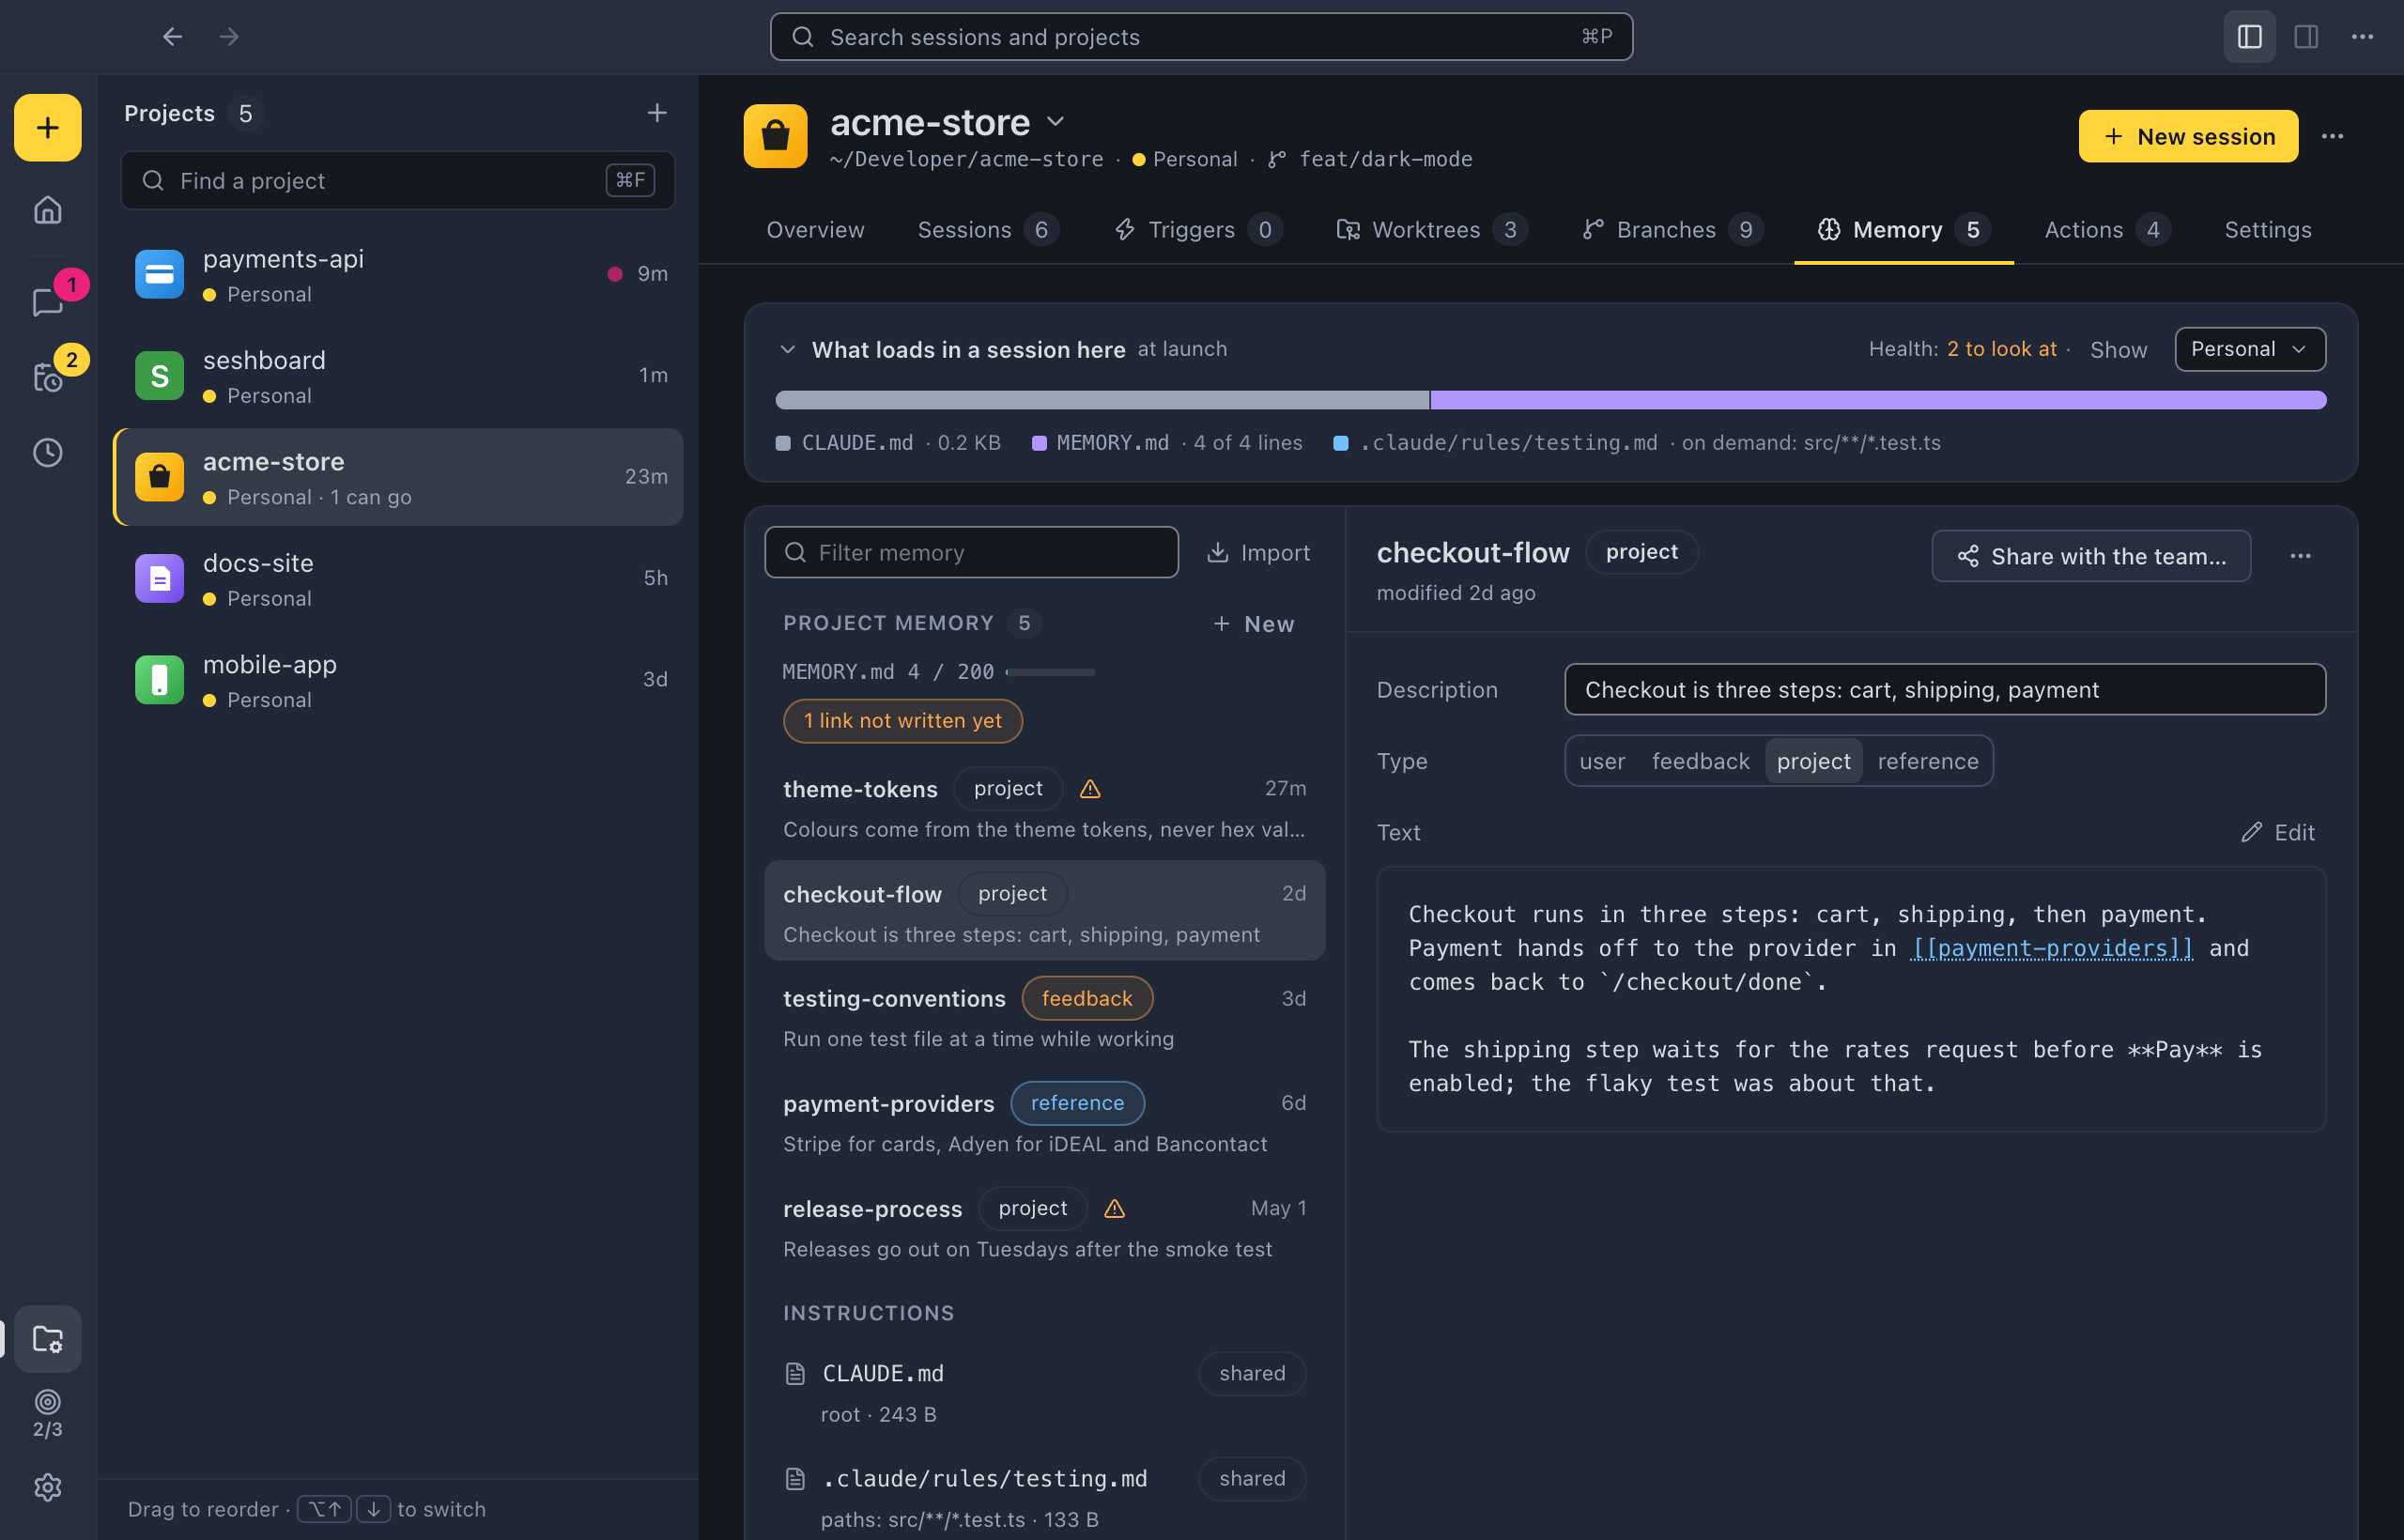 Search sessions and projects ⌘P
Projects 5
Find a project ⌘F
payments-api
Personal
9m
seshboard
Personal
1m
acme-store
Personal · 1 can go
23m
docs-site
Personal
5h
mobile-app
Personal
3d
1
2
2/3
Drag to reorder · ⌥↑ ↓ to switch
acme-store
~/Developer/acme-store · Personal · feat/dark-mode
New session
Overview Sessions 6 Triggers 0 Worktrees 3 Branches 9 Memory 5 Actions 4 Settings
What loads in a session here at launch
Health: 2 to look at · Show Personal
CLAUDE.md · 0.2 KB MEMORY.md · 4 of 4 lines .claude/rules/testing.md · on demand: src/**/*.test.ts
Filter memory
Import
PROJECT MEMORY 5
New
MEMORY.md 4 / 200
1 link not written yet
theme-tokens project 27m
Colours come from the theme tokens, never hex val…
checkout-flow project 2d
Checkout is three steps: cart, shipping, payment
testing-conventions feedback 3d
Run one test file at a time while working
payment-providers reference 6d
Stripe for cards, Adyen for iDEAL and Bancontact
release-process project May 1
Releases go out on Tuesdays after the smoke test
INSTRUCTIONS
CLAUDE.md shared
root · 243 B
.claude/rules/testing.md shared
paths: src/**/*.test.ts · 133 B
checkout-flow project
modified 2d ago
Share with the team…
Description Checkout is three steps: cart, shipping, payment
Type user feedback project reference
Text Edit
Checkout runs in three steps: cart, shipping, then payment.
Payment hands off to the provider in [[payment-providers]] and
comes back to `/checkout/done`.
The shipping step waits for the rates request before **Pay** is
enabled; the flaky test was about that.